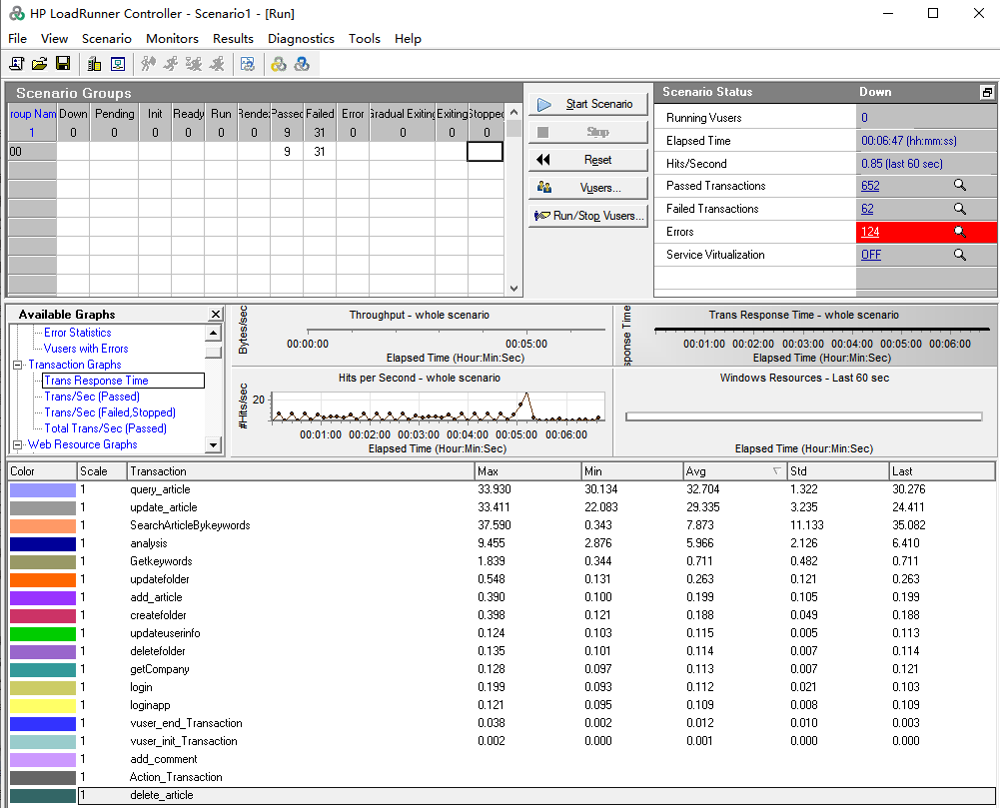 HP LoadRunner Controller - Scenario1 - [Run]
File View Scenario Monitors Results Diagnostics Tools Help
Scenario Groups
roup Nam Down Pending Init Ready Run Rende Passed Failed Error Gradual Exiting Exiting Stopped
1 0 0 0 0 0 0 9 31 0 0 0 0
00 9 31
Start Scenario
Stop
Reset
Vusers...
Run/Stop Vusers...
Scenario Status Down
Running Vusers 0
Elapsed Time 00:06:47 (hh:mm:ss)
Hits/Second 0.85 (last 60 sec)
Passed Transactions 652
Failed Transactions 62
Errors 124
Service Virtualization OFF
Available Graphs
Error Statistics
Vusers with Errors
Transaction Graphs
Trans Response Time
Trans/Sec (Passed)
Trans/Sec (Failed,Stopped)
Total Trans/Sec (Passed)
Web Resource Graphs
Throughput - whole scenario
Bytes/sec
00:00:00 00:05:00
Elapsed Time (Hour:Min:Sec)
Trans Response Time - whole scenario
sponse Time
00:01:00 00:02:00 00:03:00 00:04:00 00:05:00 00:06:00
Elapsed Time (Hour:Min:Sec)
Hits per Second - whole scenario
#Hits/sec
20
00:01:00 00:02:00 00:03:00 00:04:00 00:05:00 00:06:00
Elapsed Time (Hour:Min:Sec)
Windows Resources - Last 60 sec
Elapsed Time (Hour:Min:Sec)
Color Scale Transaction Max Min Avg Std Last
1 query_article 33.930 30.134 32.704 1.322 30.276
1 update_article 33.411 22.083 29.335 3.235 24.411
1 SearchArticleBykeywords 37.590 0.343 7.873 11.133 35.082
1 analysis 9.455 2.876 5.966 2.126 6.410
1 Getkeywords 1.839 0.344 0.711 0.482 0.711
1 updatefolder 0.548 0.131 0.263 0.121 0.263
1 add_article 0.390 0.100 0.199 0.105 0.199
1 createfolder 0.398 0.121 0.188 0.049 0.188
1 updateuserinfo 0.124 0.103 0.115 0.005 0.113
1 deletefolder 0.135 0.101 0.114 0.007 0.114
1 getCompany 0.128 0.097 0.113 0.007 0.121
1 login 0.199 0.093 0.112 0.021 0.103
1 loginapp 0.121 0.095 0.109 0.008 0.109
1 vuser_end_Transaction 0.038 0.002 0.012 0.010 0.003
1 vuser_init_Transaction 0.002 0.000 0.001 0.000 0.000
1 add_comment
1 Action_Transaction
1 delete_article